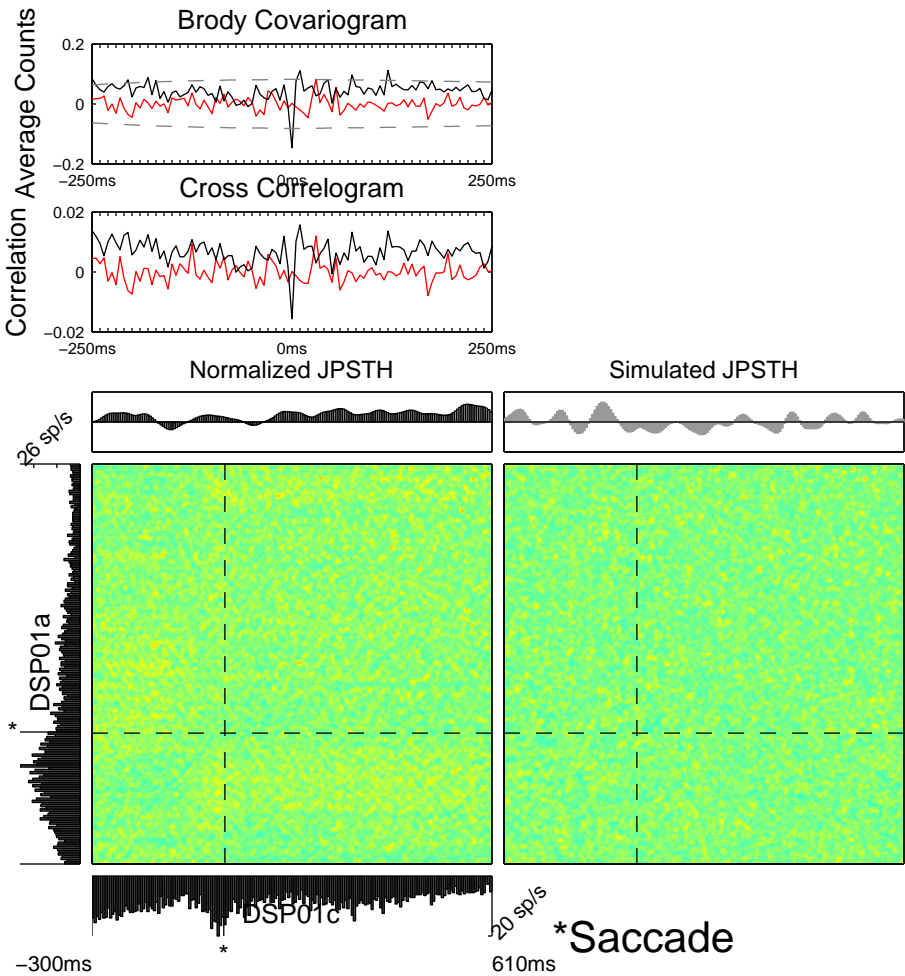 Brody Covariogram
Average Counts
0.2
0
−0.2
−250ms
0ms
250ms
Cross Correlogram
Correlation
0.02
0
−0.02
−250ms
0ms
250ms
Normalized JPSTH
Simulated JPSTH
26 sp/s
DSP01a
*
DSP01c
20 sp/s
*
*Saccade
−300ms
610ms